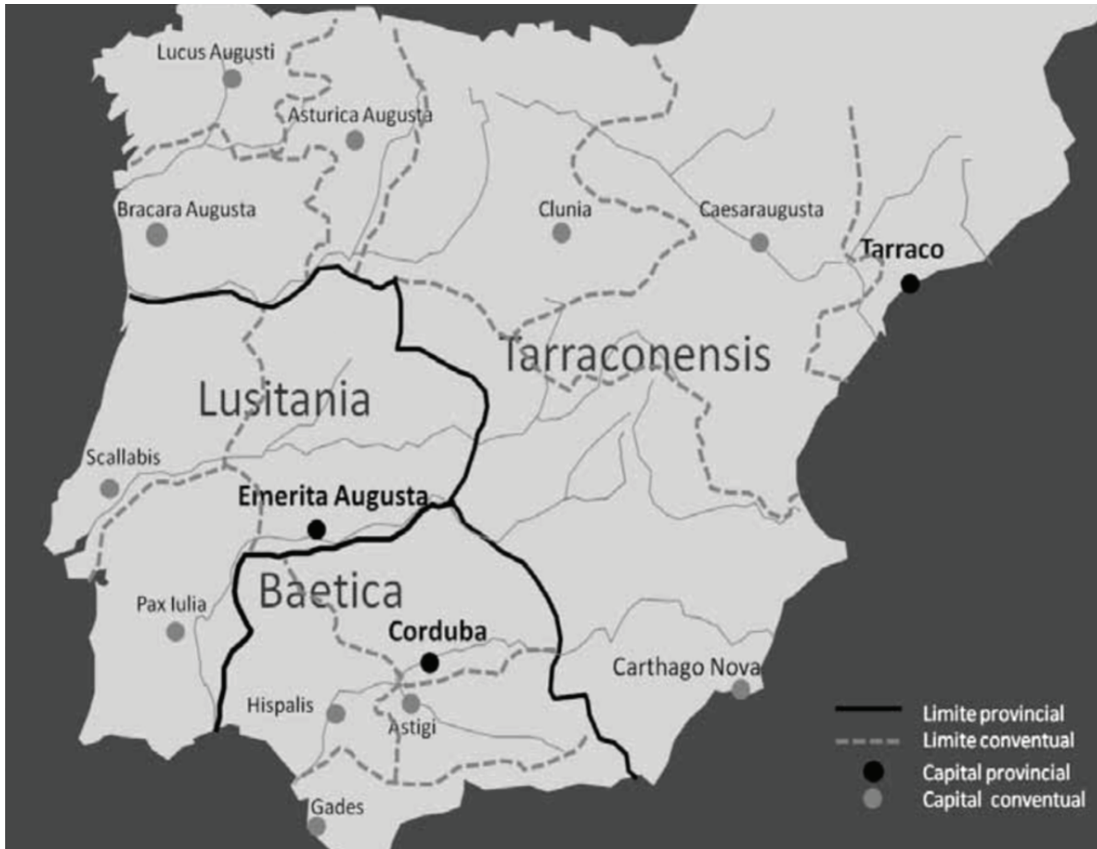 Lucus Augusti
Asturica Augusta
Bracara Augusta
Clunia
Caesaraugusta
Tarraco
Tarraconensis
Lusitania
Scallabis
Emerita Augusta
Baetica
Pax Iulia
Corduba
Carthago Nova
Hispalis
Astigi
Gades
Limite provincial
Limite conventual
Capital provincial
Capital conventual